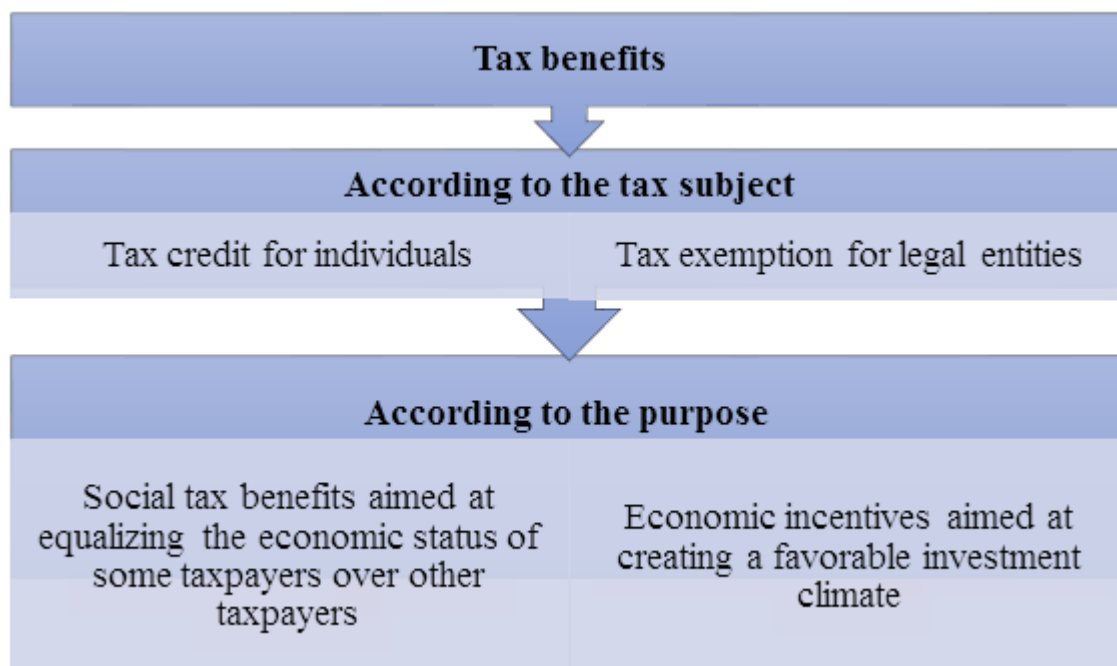 Tax benefits
According to the tax subject
Tax credit for individuals
Tax exemption for legal entities
According to the purpose
Social tax benefits aimed at
equalizing the economic status of
some taxpayers over other
taxpayers
Economic incentives aimed at
creating a favorable investment
climate